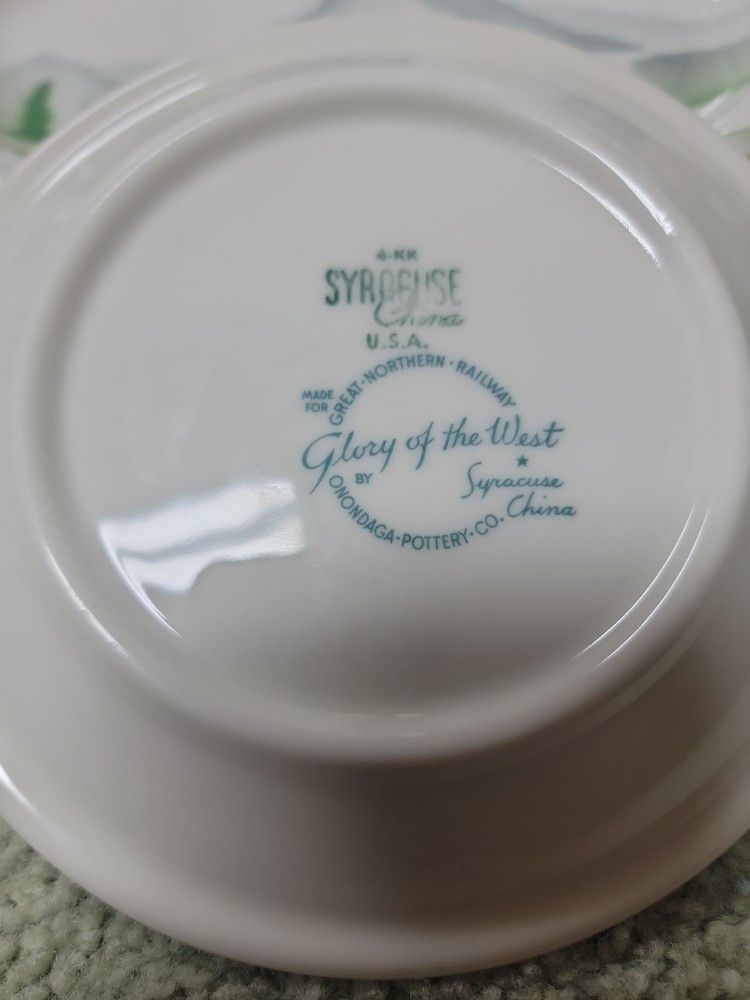 4-KK
SYRACUSE
China
U.S.A.
MADE
FOR
GREAT·NORTHERN·RAILWAY
Glory of the West
BY
Syracuse
China
ONONDAGA·POTTERY·CO.